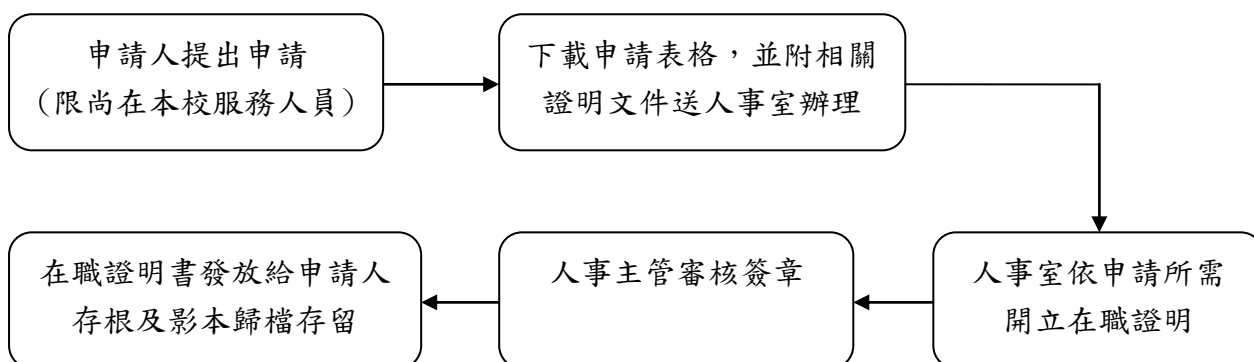 申請人提出申請
(限尚在本校服務人員)
下載申請表格,並附相關
證明文件送人事室辦理
人事室依申請所需
開立在職證明
人事主管審核簽章
在職證明書發放給申請人
存根及影本歸檔存留